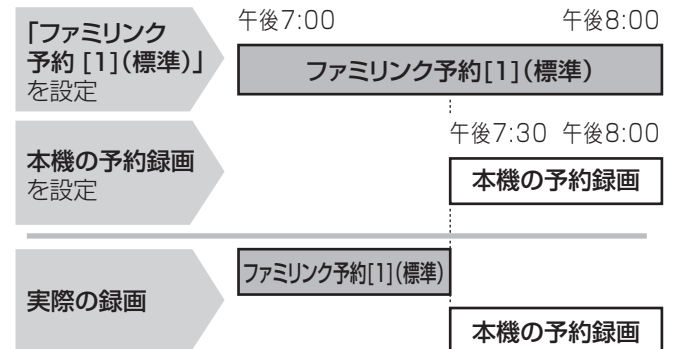 「ファミリンク
予約 [1](標準)」
を設定
午後7:00 午後8:00
ファミリンク予約[1](標準)
本機の予約録画
を設定
午後7:30 午後8:00
本機の予約録画
実際の録画
ファミリンク予約[1](標準)
本機の予約録画